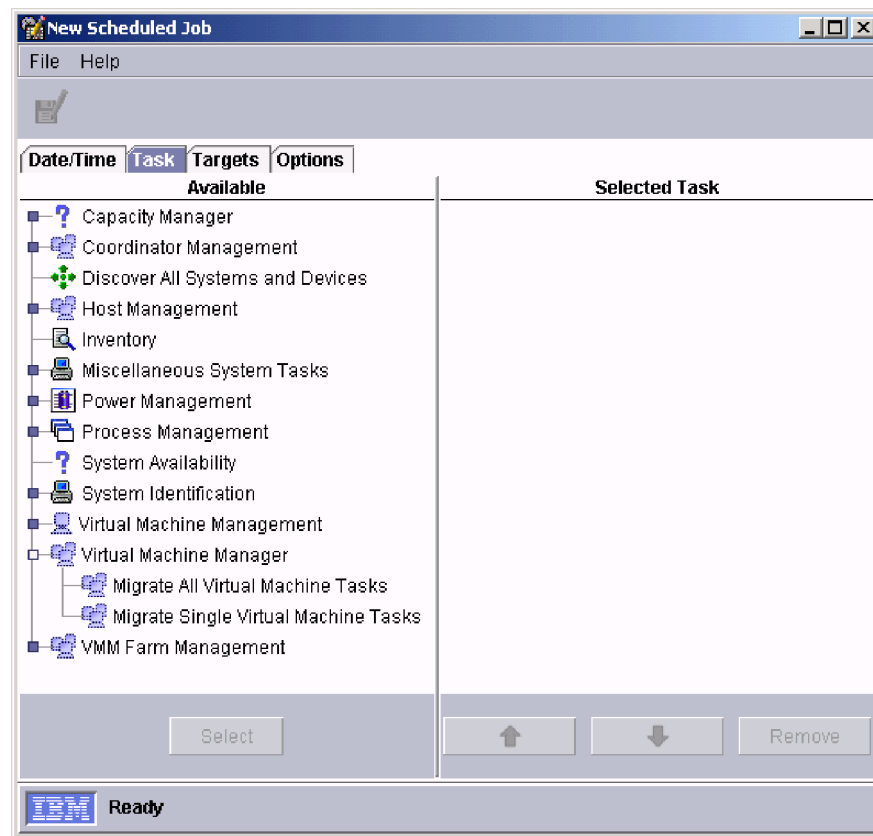 New Scheduled Job
File Help
Date/Time Task Targets Options
Available
Selected Task
Capacity Manager
Coordinator Management
Discover All Systems and Devices
Host Management
Inventory
Miscellaneous System Tasks
Power Management
Process Management
System Availability
System Identification
Virtual Machine Management
Virtual Machine Manager
Migrate All Virtual Machine Tasks
Migrate Single Virtual Machine Tasks
VMM Farm Management
Select
Remove
IBM Ready